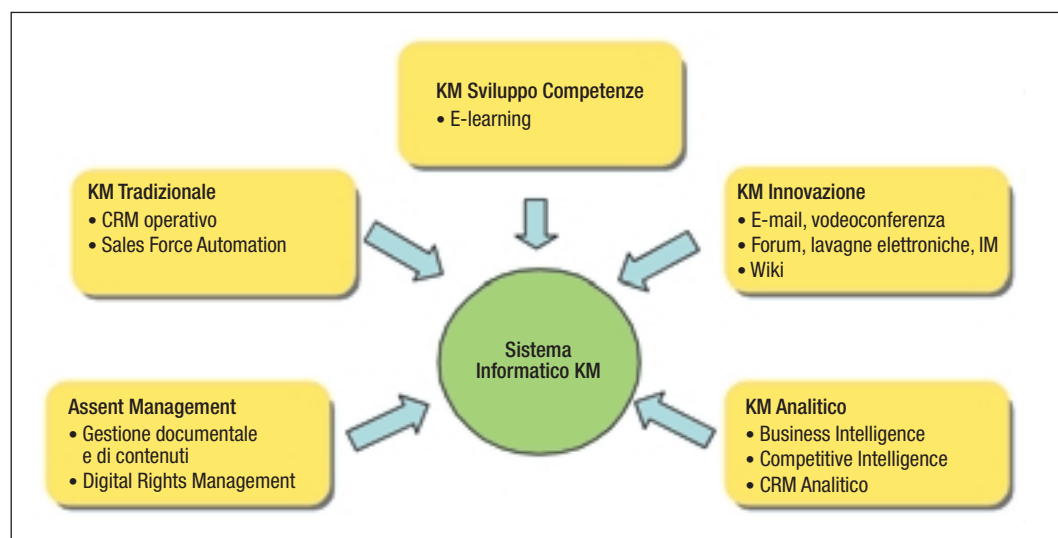 KM Sviluppo Competenze
• E-learning
KM Tradizionale
• CRM operativo
• Sales Force Automation
KM Innovazione
• E-mail, vodeoconferenza
• Forum, lavagne elettroniche, IM
• Wiki
Sistema
Informatico KM
Assent Management
• Gestione documentale
e di contenuti
• Digital Rights Management
KM Analitico
• Business Intelligence
• Competitive Intelligence
• CRM Analitico